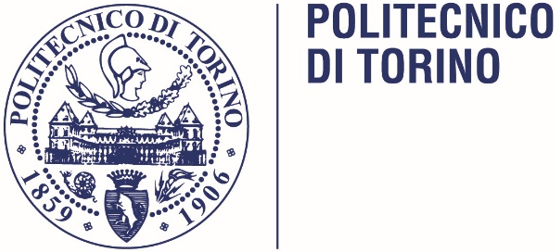 POLITECNICO DI TORINO
1859
1906
POLITECNICO
DI TORINO